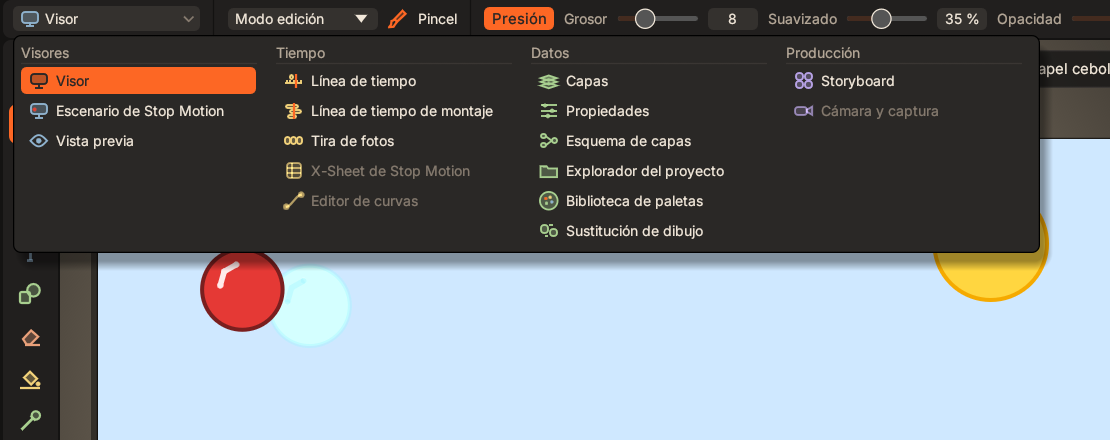 Visor
Modo edición
Pincel
Presión
Grosor
8
Suavizado
35 %
Opacidad
Visores
Visor
Escenario de Stop Motion
Vista previa
Tiempo
Línea de tiempo
Línea de tiempo de montaje
Tira de fotos
X-Sheet de Stop Motion
Editor de curvas
Datos
Capas
Propiedades
Esquema de capas
Explorador del proyecto
Biblioteca de paletas
Sustitución de dibujo
Producción
Storyboard
Cámara y captura